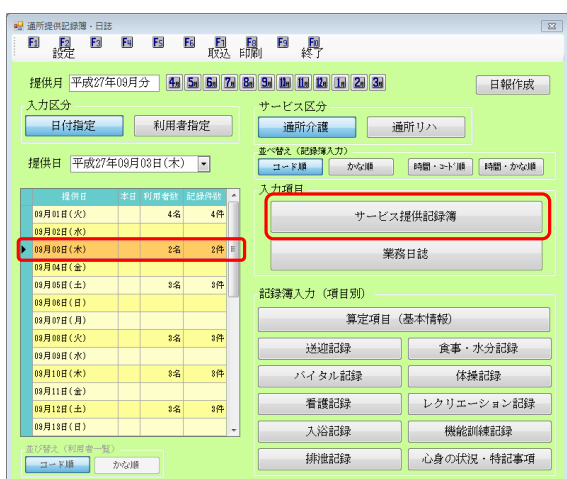 通所提供記録簿・日誌
F1 F2 F3 F4 F5 F6 F7 F8 F9 F10
設定 取込 印刷 終了
提供月 平成27年09月分 4月 5月 6月 7月 8月 9月 10月 11月 12月 1月 2月 3月 日報作成
入力区分 サービス区分
日付指定 利用者指定 通所介護 通所リハ
並べ替え（記録簿入力）
提供日 平成27年09月03日(木) コード順 かな順 時間・コード順 時間・かな順
入力項目
提供日 本日 利用者数 記録件数
サービス提供記録簿
09月01日(火) 4名 4件
09月02日(水)
09月03日(木) 2名 2件
業務日誌
09月04日(金)
09月05日(土) 3名 3件
記録簿入力（項目別）
09月06日(日)
09月07日(月)
算定項目（基本情報）
09月08日(火) 3名 3件
送迎記録 食事・水分記録
09月09日(水)
09月10日(木) 3名 3件
バイタル記録 体操記録
09月11日(金)
09月12日(土) 3名 3件
看護記録 レクリエーション記録
09月13日(日)
入浴記録 機能訓練記録
並び替え（利用者一覧）
コード順 かな順
排泄記録 心身の状況・特記事項